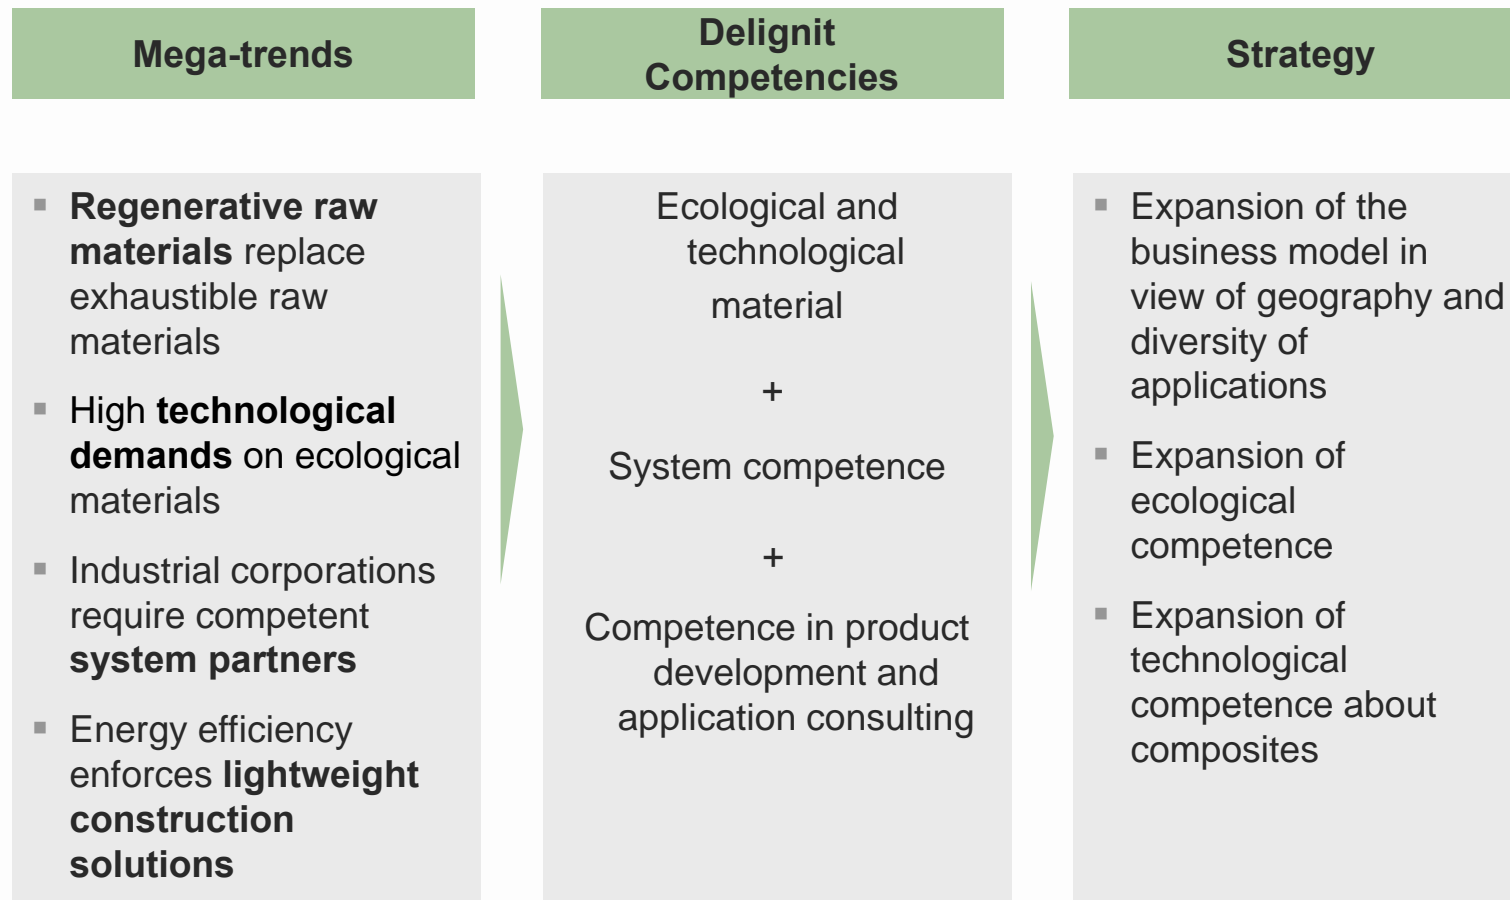 Mega-trends
Delignit
Competencies
Strategy
▪ Regenerative raw
materials replace
exhaustible raw
materials
▪ High technological
demands on ecological
materials
▪ Industrial corporations
require competent
system partners
▪ Energy efficiency
enforces lightweight
construction
solutions
Ecological and
technological
material
+
System competence
+
Competence in product
development and
application consulting
▪ Expansion of the
business model in
view of geography and
diversity of
applications
▪ Expansion of
ecological
competence
▪ Expansion of
technological
competence about
composites